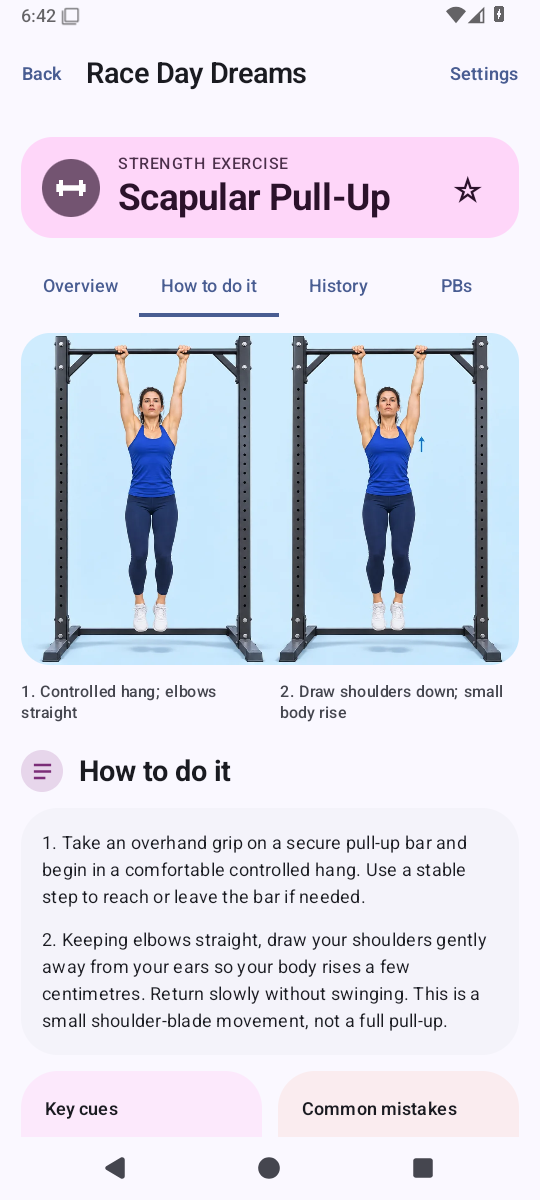 6:42
Back
Race Day Dreams
Settings
STRENGTH EXERCISE
Scapular Pull-Up
Overview
How to do it
History
PBs
1. Controlled hang; elbows
straight
2. Draw shoulders down; small
body rise
How to do it
1. Take an overhand grip on a secure pull-up bar and
begin in a comfortable controlled hang. Use a stable
step to reach or leave the bar if needed.
2. Keeping elbows straight, draw your shoulders gently
away from your ears so your body rises a few
centimetres. Return slowly without swinging. This is a
small shoulder-blade movement, not a full pull-up.
Key cues
Common mistakes